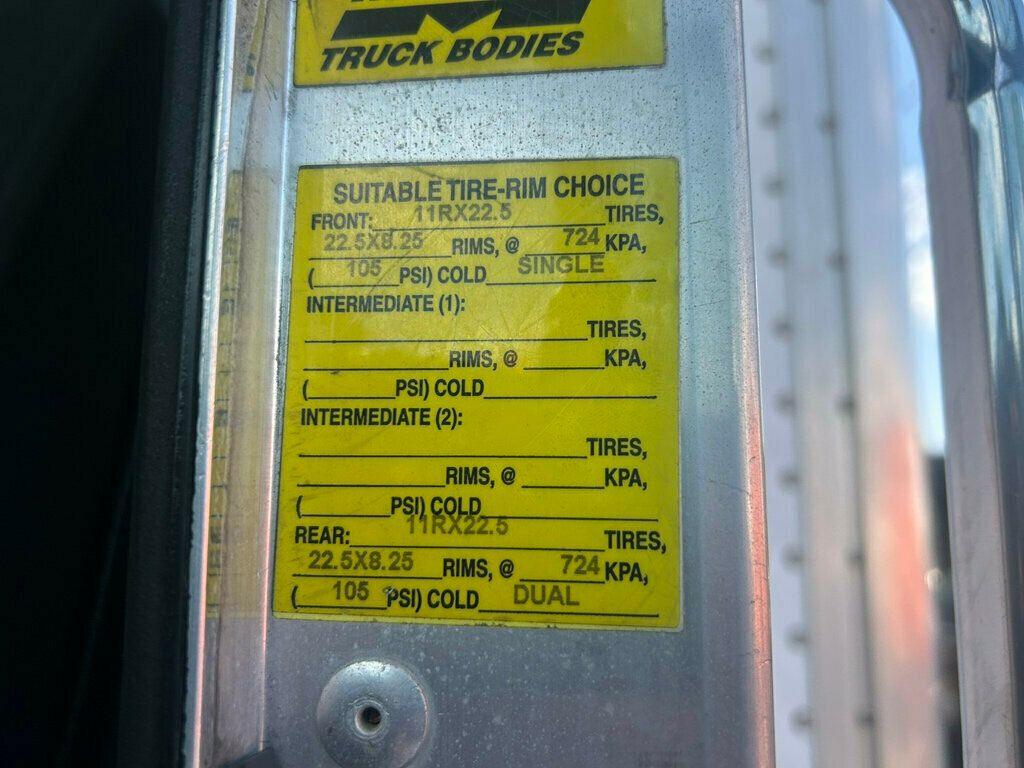 TRUCK BODIES
SUITABLE TIRE-RIM CHOICE
FRONT: 11RX22.5 TIRES,
22.5X8.25 RIMS, @ 724 KPA,
( 105 PSI) COLD SINGLE
INTERMEDIATE (1):
TIRES,
RIMS, @ KPA,
( PSI) COLD
INTERMEDIATE (2):
TIRES,
RIMS, @ KPA,
( PSI) COLD
REAR: 11RX22.5 TIRES,
22.5X8.25 RIMS, @ 724 KPA,
( 105 PSI) COLD DUAL